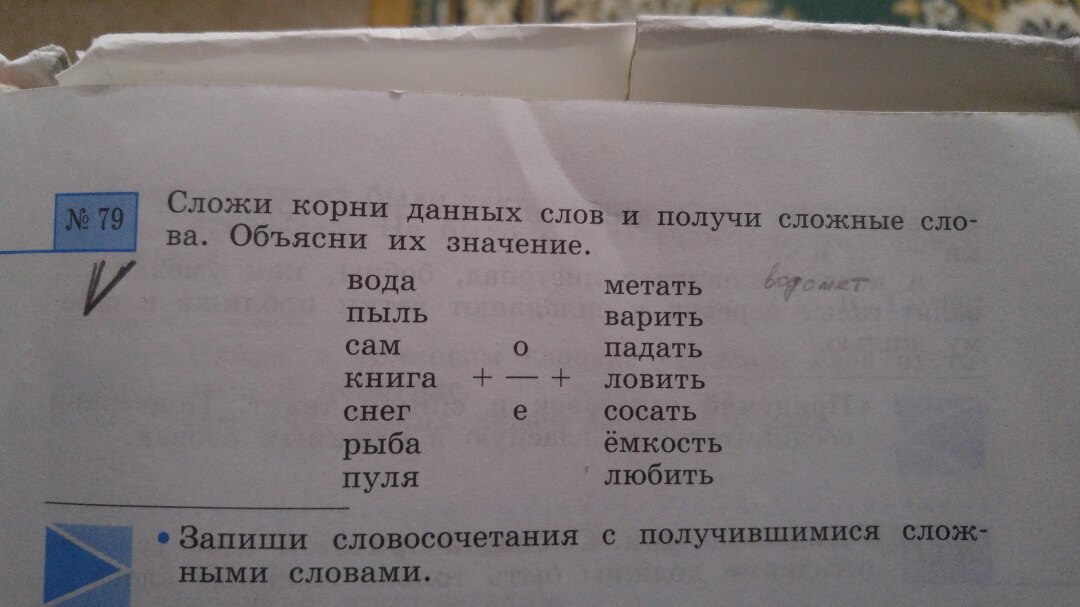 № 79
Сложи корни данных слов и получи сложные сло-
ва. Объясни их значение.
вода метать водомет
пыль варить
сам о падать
книга + — + ловить
снег е сосать
рыба ёмкость
пуля любить
• Запиши словосочетания с получившимися слож-
ными словами.